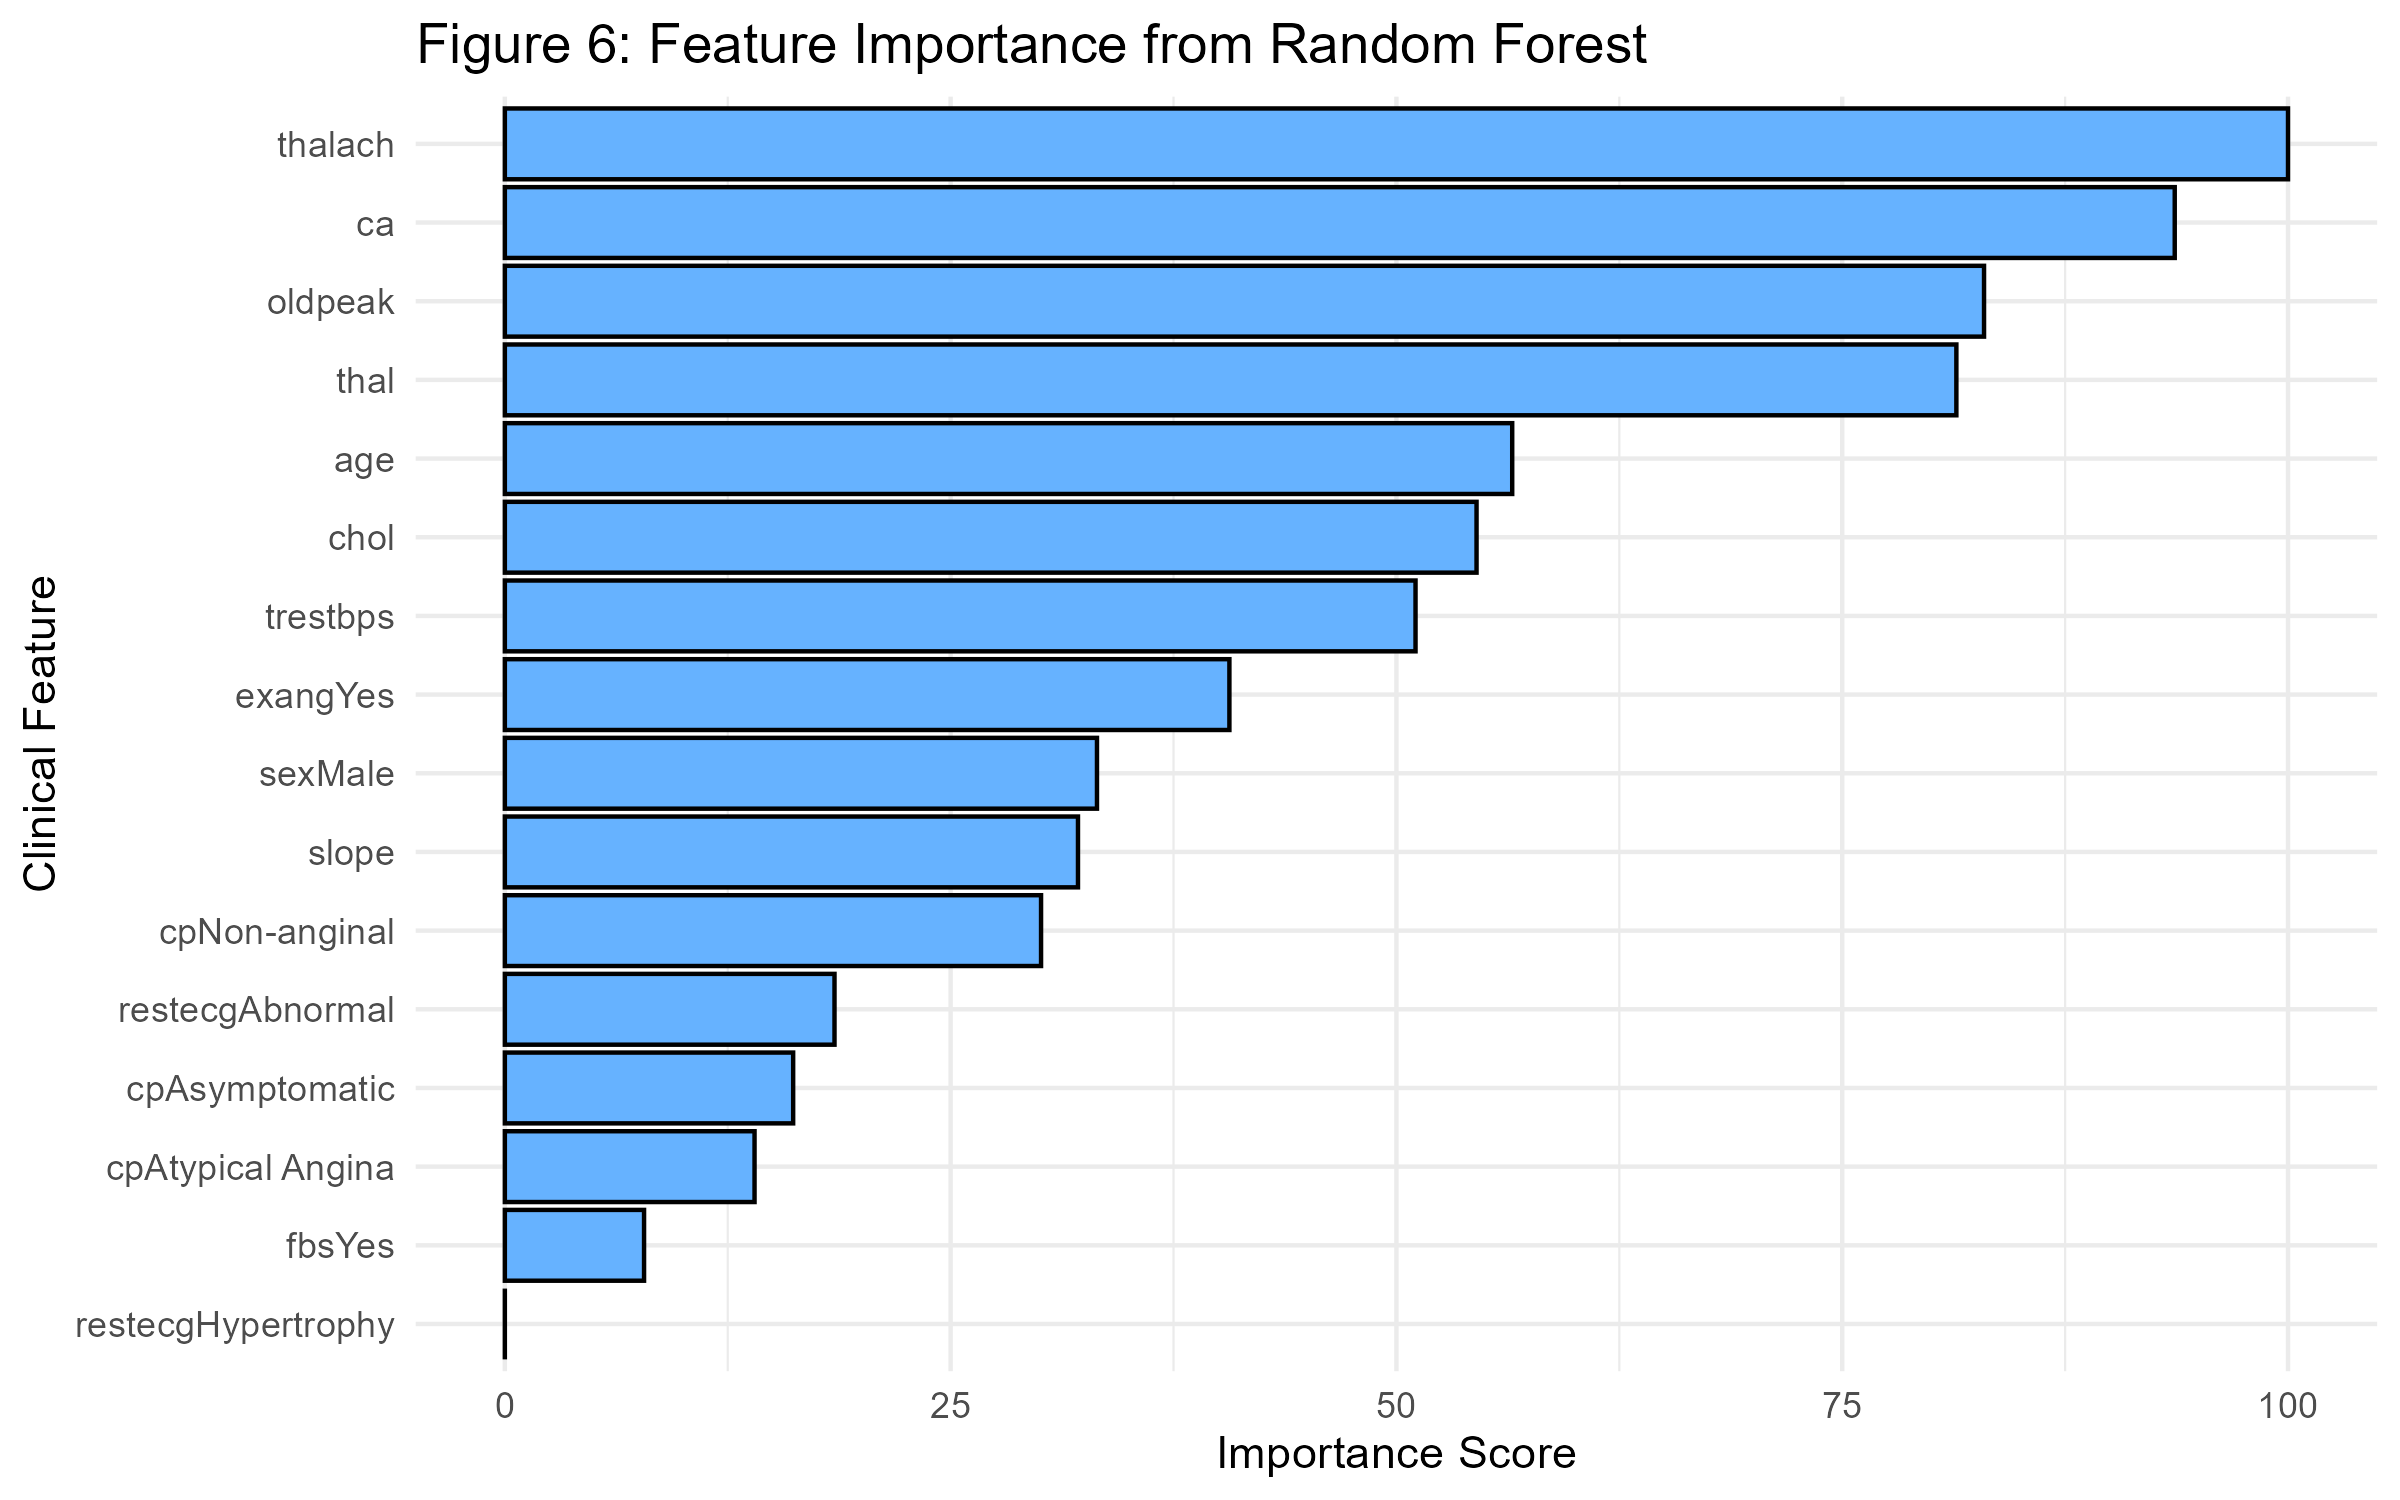 Figure 6: Feature Importance from Random Forest
Clinical Feature
thalach
ca
oldpeak
thal
age
chol
trestbps
exangYes
sexMale
slope
cpNon-anginal
restecgAbnormal
cpAsymptomatic
cpAtypical Angina
fbsYes
restecgHypertrophy
0 25 50 75 100
Importance Score